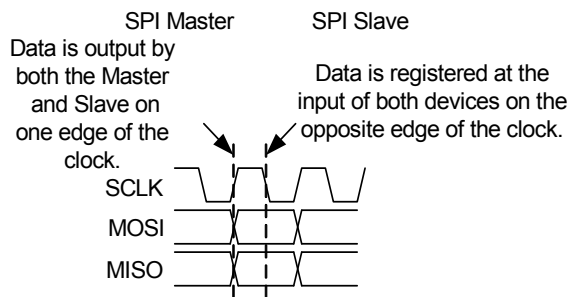 SPI Master
SPI Slave
Data is output by
both the Master
and Slave on
one edge of the
clock.
Data is registered at the
input of both devices on the
opposite edge of the clock.
SCLK
MOSI
MISO